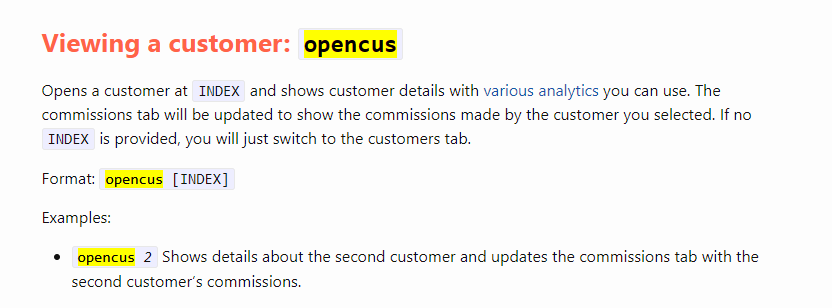 Viewing a customer: opencus
Opens a customer at INDEX and shows customer details with various analytics you can use. The
commissions tab will be updated to show the commissions made by the customer you selected. If no
INDEX is provided, you will just switch to the customers tab.
Format: opencus [INDEX]
Examples:
• opencus 2 Shows details about the second customer and updates the commissions tab with the
second customer’s commissions.